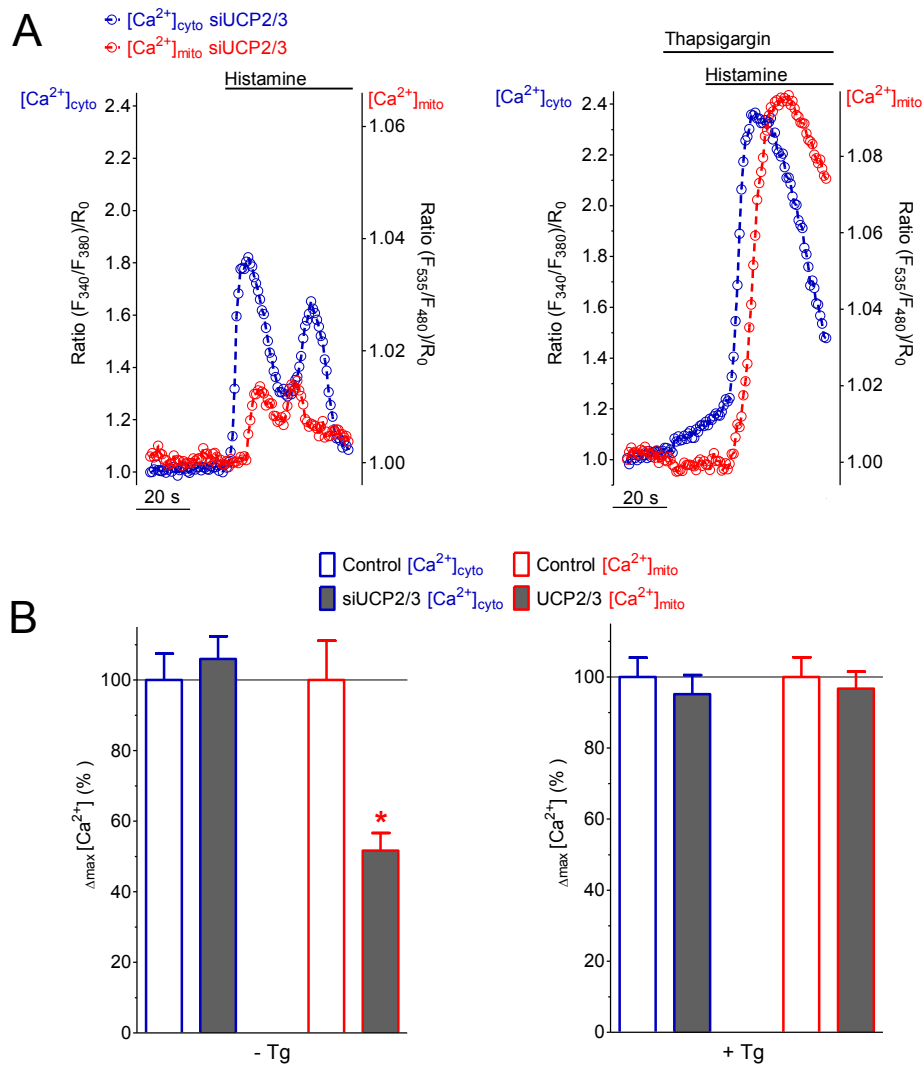 A
[Ca2+]cyto siUCP2/3
[Ca2+]mito siUCP2/3
Histamine
[Ca2+]cyto
[Ca2+]mito
Ratio (F340/F380)/R0
2.4
2.2
2.0
1.8
1.6
1.4
1.2
1.0
1.06
1.04
1.02
1.00
Ratio (F535/F480)/R0
20 s
Thapsigargin
Histamine
[Ca2+]cyto
[Ca2+]mito
Ratio (F340/F380)/R0
2.4
2.2
2.0
1.8
1.6
1.4
1.2
1.0
1.08
1.06
1.04
1.02
1.00
Ratio (F535/F480)/R0
20 s
B
Control [Ca2+]cyto
Control [Ca2+]mito
siUCP2/3 [Ca2+]cyto
UCP2/3 [Ca2+]mito
Δmax [Ca2+] (% )
100
80
60
40
20
0
*
- Tg
Δmax [Ca2+] (% )
100
80
60
40
20
0
+ Tg